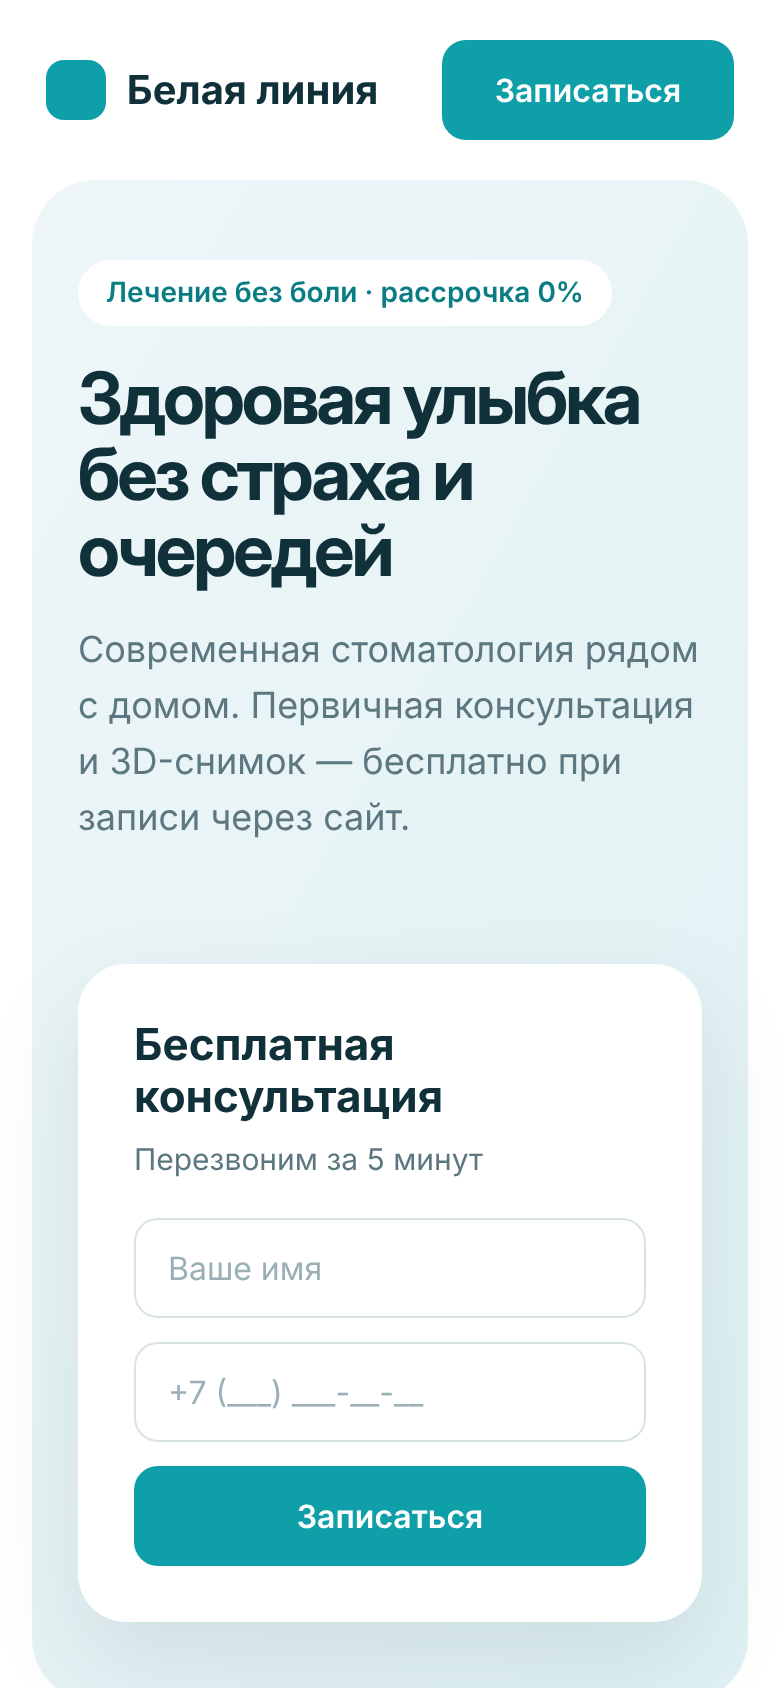 Белая линия
Записаться
Лечение без боли · рассрочка 0%
Здоровая улыбка
без страха и
очередей
Современная стоматология рядом
с домом. Первичная консультация
и 3D-снимок — бесплатно при
записи через сайт.
Бесплатная
консультация
Перезвоним за 5 минут
Ваше имя
+7 (___) ___-__-__
Записаться